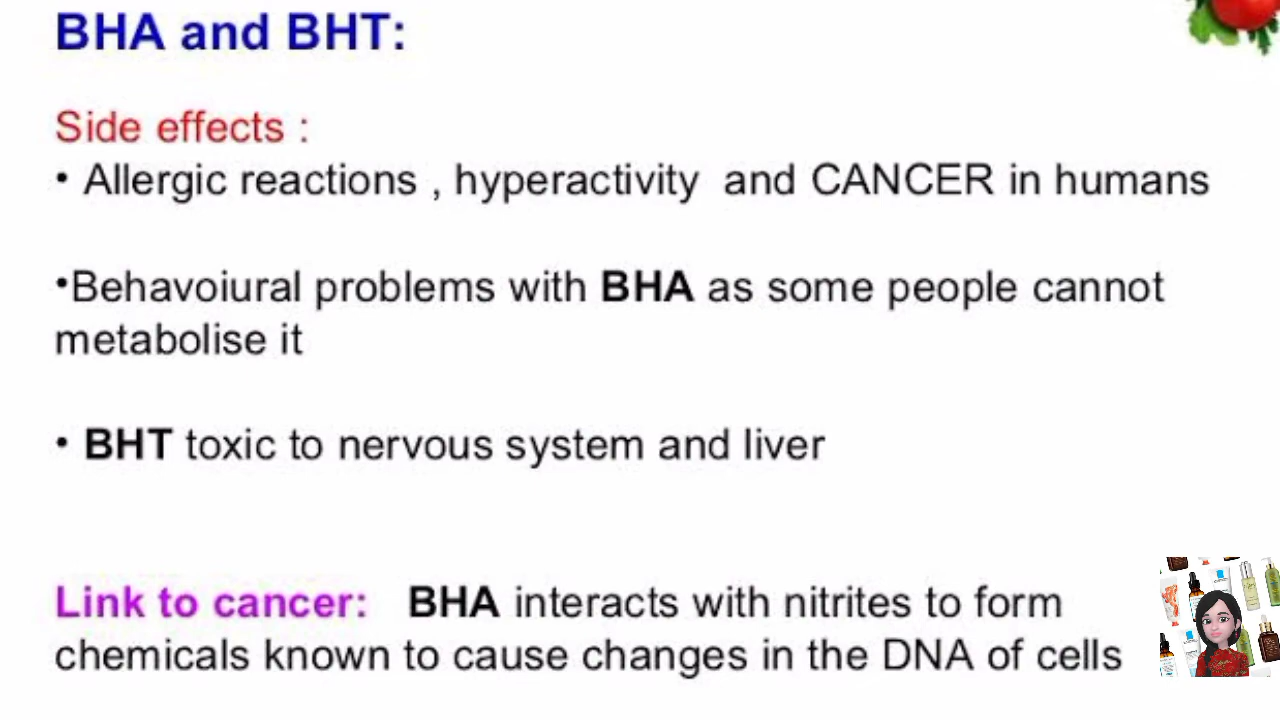 BHA and BHT:
Side effects :
• Allergic reactions , hyperactivity and CANCER in humans
•Behavoiural problems with BHA as some people cannot
metabolise it
• BHT toxic to nervous system and liver
Link to cancer: BHA interacts with nitrites to form
chemicals known to cause changes in the DNA of cells